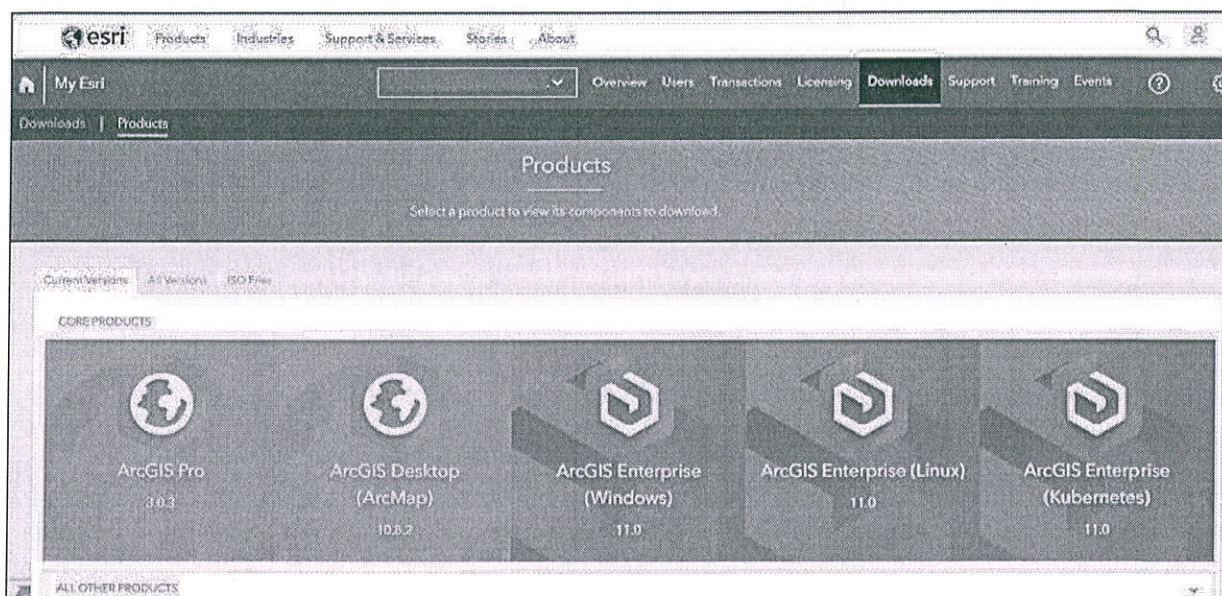 esri Products Industries Support & Services Stories About
My Esri Overview Users Transactions Licensing Downloads Support Training Events
Downloads | Products
Products
Select a product to view its components to download.
Current Versions All Versions ISO Files
CORE PRODUCTS
ArcGIS Pro
3.0.3
ArcGIS Desktop
(ArcMap)
10.8.2
ArcGIS Enterprise
(Windows)
11.0
ArcGIS Enterprise (Linux)
11.0
ArcGIS Enterprise
(Kubernetes)
11.0
ALL OTHER PRODUCTS